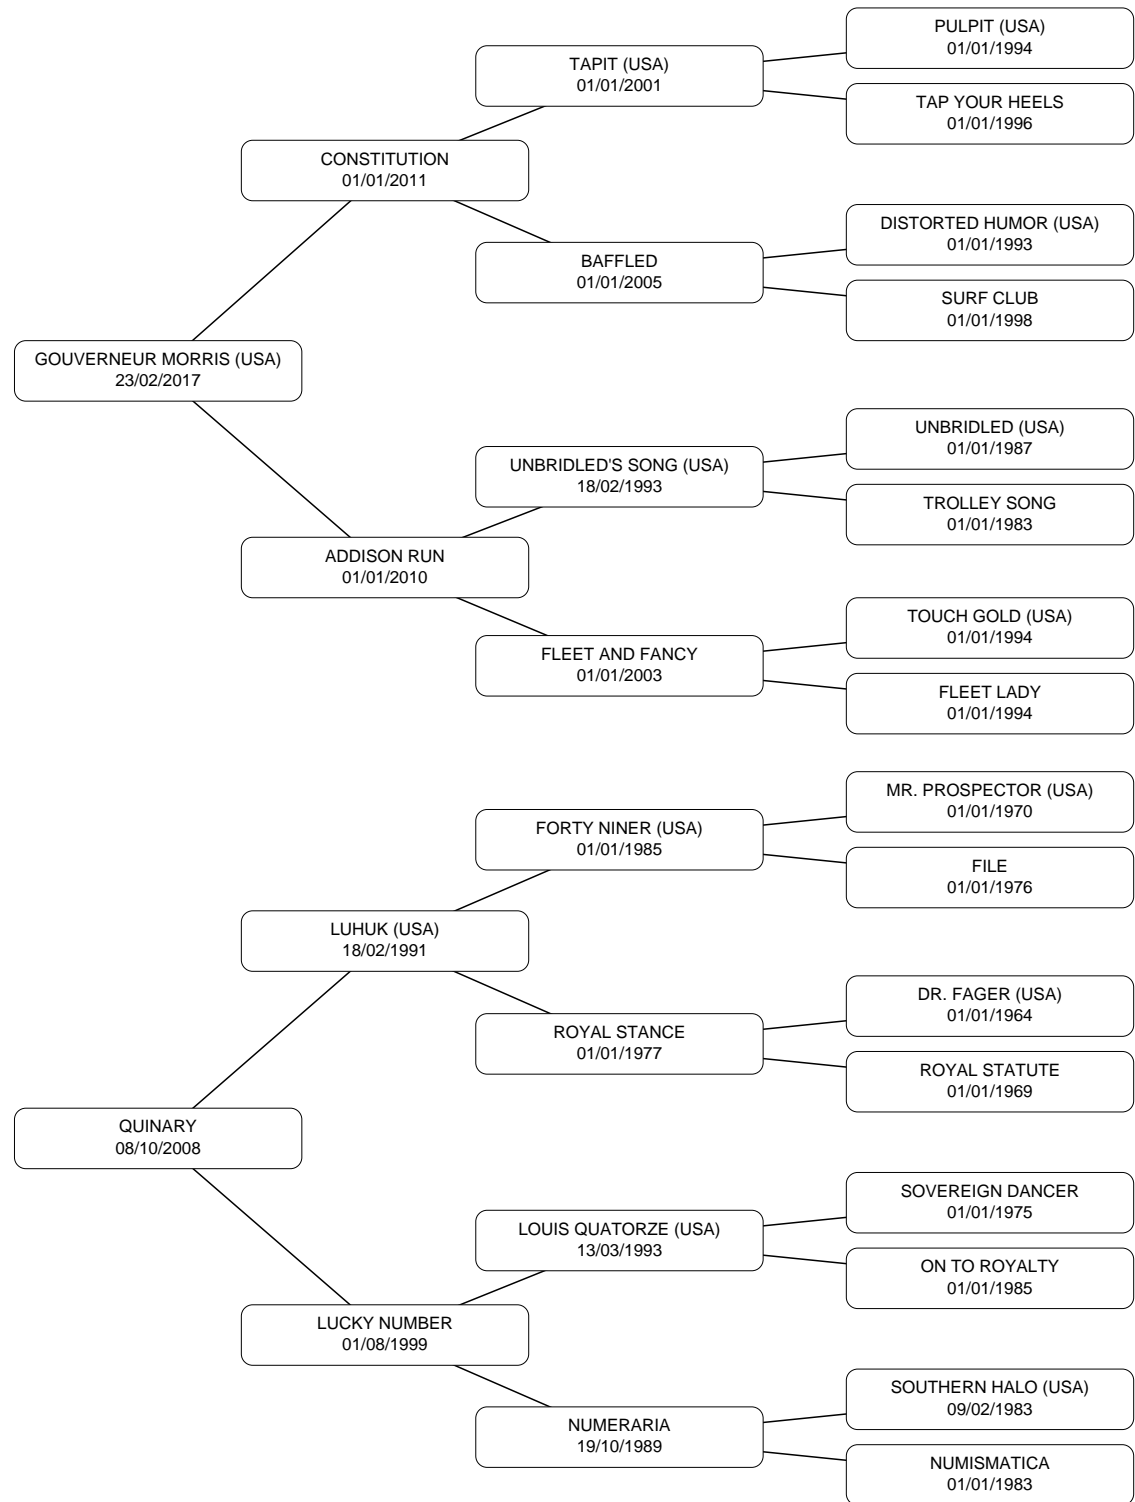 PULPIT (USA)
01/01/1994
TAPIT (USA)
01/01/2001
TAP YOUR HEELS
01/01/1996
CONSTITUTION
01/01/2011
DISTORTED HUMOR (USA)
01/01/1993
BAFFLED
01/01/2005
SURF CLUB
01/01/1998
GOUVERNEUR MORRIS (USA)
23/02/2017
UNBRIDLED (USA)
01/01/1987
UNBRIDLED'S SONG (USA)
18/02/1993
TROLLEY SONG
01/01/1983
ADDISON RUN
01/01/2010
TOUCH GOLD (USA)
01/01/1994
FLEET AND FANCY
01/01/2003
FLEET LADY
01/01/1994
MR. PROSPECTOR (USA)
01/01/1970
FORTY NINER (USA)
01/01/1985
FILE
01/01/1976
LUHUK (USA)
18/02/1991
DR. FAGER (USA)
01/01/1964
ROYAL STANCE
01/01/1977
ROYAL STATUTE
01/01/1969
QUINARY
08/10/2008
SOVEREIGN DANCER
01/01/1975
LOUIS QUATORZE (USA)
13/03/1993
ON TO ROYALTY
01/01/1985
LUCKY NUMBER
01/08/1999
SOUTHERN HALO (USA)
09/02/1983
NUMERARIA
19/10/1989
NUMISMATICA
01/01/1983